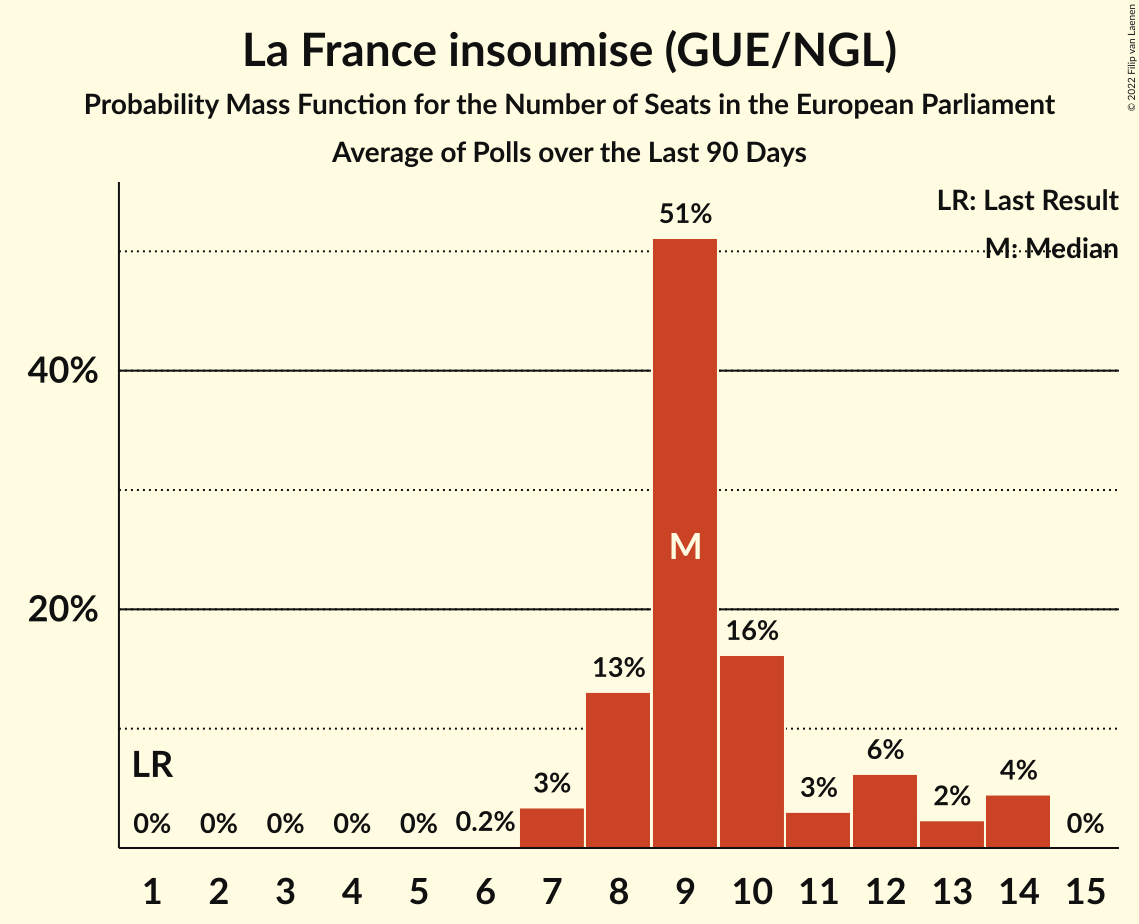 La France insoumise (GUE/NGL)
Probability Mass Function for the Number of Seats in the European Parliament
Average of Polls over the Last 90 Days
© 2022 Filip van Laenen
LR: Last Result
M: Median
51%
40%
M
20%
16%
13%
LR
6%
3%
3%
4%
2%
0% 0% 0% 0% 0% 0.2% 0%
1 2 3 4 5 6 7 8 9 10 11 12 13 14 15